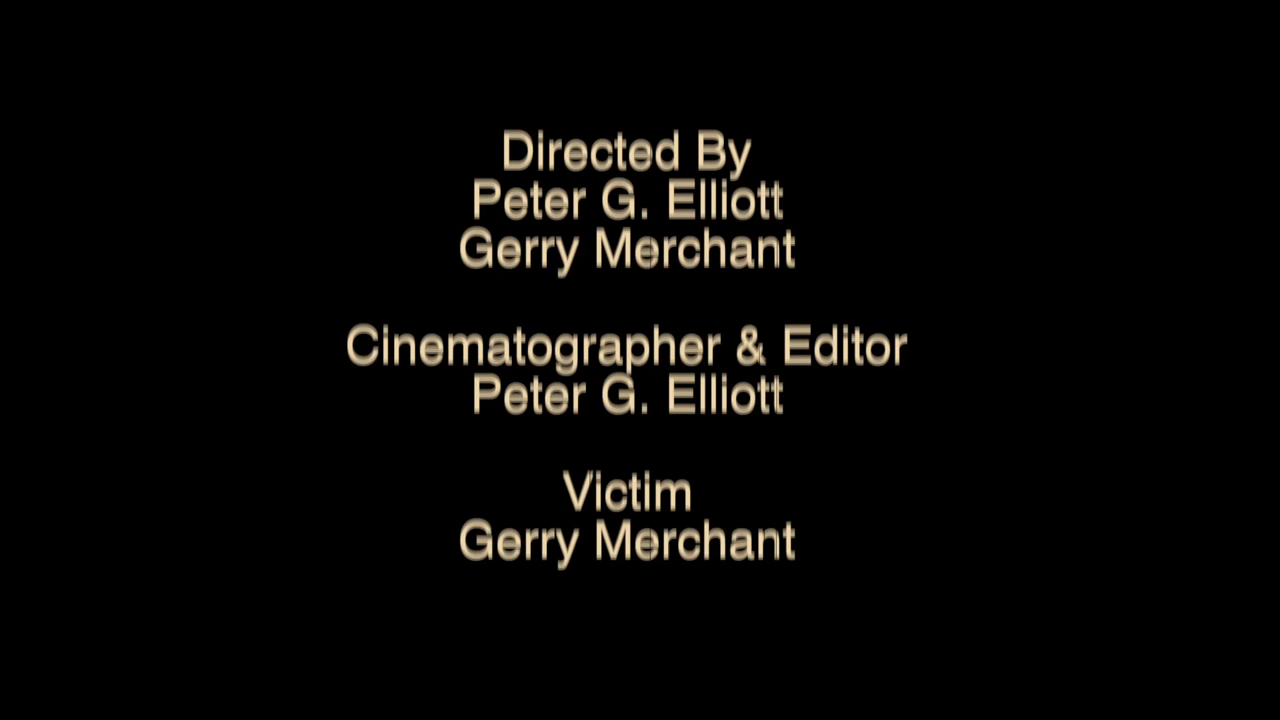 Directed By
Peter G. Elliott
Gerry Merchant
Cinematographer & Editor
Peter G. Elliott
Victim
Gerry Merchant